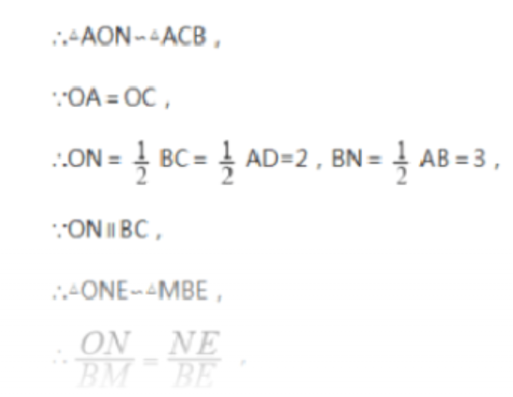 ∴△AON∽△ACB，
∵OA=OC，
∴ON= 1/2 BC= 1/2 AD=2，BN= 1/2 AB=3，
∵ON∥BC，
∴△ONE∽△MBE，
∴ ON/BM = NE/BE .